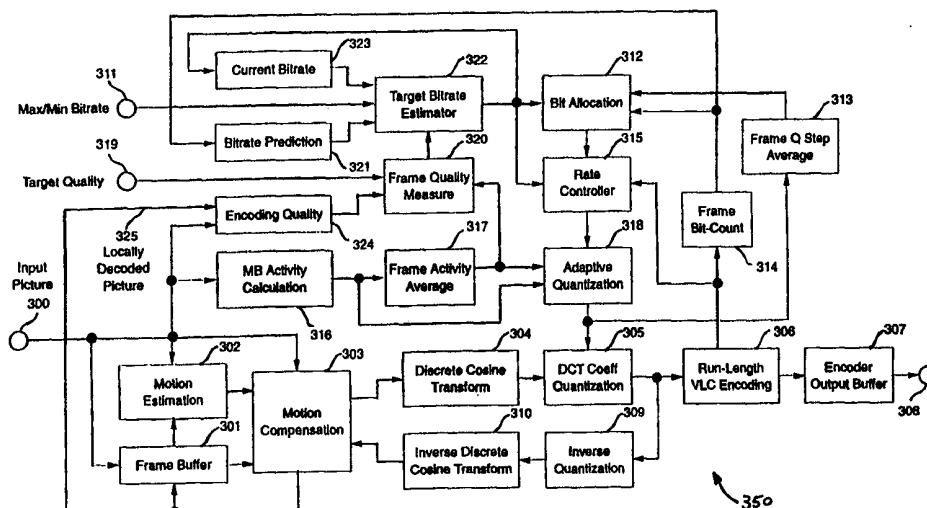 323
322
312
311
Current Bitrate
313
Max/Min Bitrate
Target Bitrate
Estimator
Bit Allocation
Frame Q Step
Average
319
Bitrate Prediction
321
320
315
Target Quality
Frame Quality
Measure
Rate
Controller
325
Encoding Quality
324
317
318
Frame
Bit-Count
314
Locally
Decoded
Picture
Input
Picture
300
MB Activity
Calculation
316
Frame Activity
Average
Adaptive
Quantization
302
303
304
305
306
307
Motion
Estimation
Discrete Cosine
Transform
DCT Coeff
Quantization
Run-Length
VLC Encoding
Encoder
Output Buffer
308
301
Motion
Compensation
310
309
Frame Buffer
Inverse Discrete
Cosine Transform
Inverse
Quantization
350